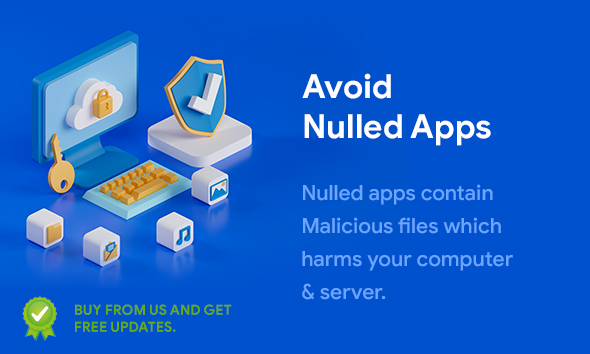 Avoid
Nulled Apps
Nulled apps contain
Malicious files which
harms your computer
& server.
BUY FROM US AND GET
FREE UPDATES.